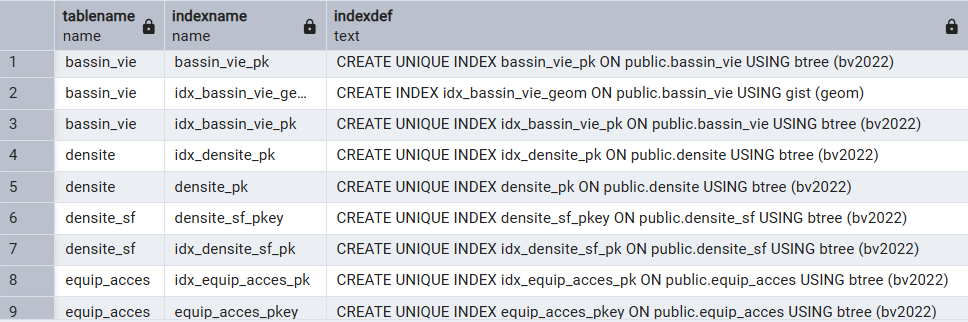 tablename indexname indexdef
name name text
1 bassin_vie bassin_vie_pk CREATE UNIQUE INDEX bassin_vie_pk ON public.bassin_vie USING btree (bv2022)
2 bassin_vie idx_bassin_vie_ge... CREATE INDEX idx_bassin_vie_geom ON public.bassin_vie USING gist (geom)
3 bassin_vie idx_bassin_vie_pk CREATE UNIQUE INDEX idx_bassin_vie_pk ON public.bassin_vie USING btree (bv2022)
4 densite idx_densite_pk CREATE UNIQUE INDEX idx_densite_pk ON public.densite USING btree (bv2022)
5 densite densite_pk CREATE UNIQUE INDEX densite_pk ON public.densite USING btree (bv2022)
6 densite_sf densite_sf_pkey CREATE UNIQUE INDEX densite_sf_pkey ON public.densite_sf USING btree (bv2022)
7 densite_sf idx_densite_sf_pk CREATE UNIQUE INDEX idx_densite_sf_pk ON public.densite_sf USING btree (bv2022)
8 equip_acces idx_equip_acces_pk CREATE UNIQUE INDEX idx_equip_acces_pk ON public.equip_acces USING btree (bv2022)
9 equip_acces equip_acces_pkey CREATE UNIQUE INDEX equip_acces_pkey ON public.equip_acces USING btree (bv2022)